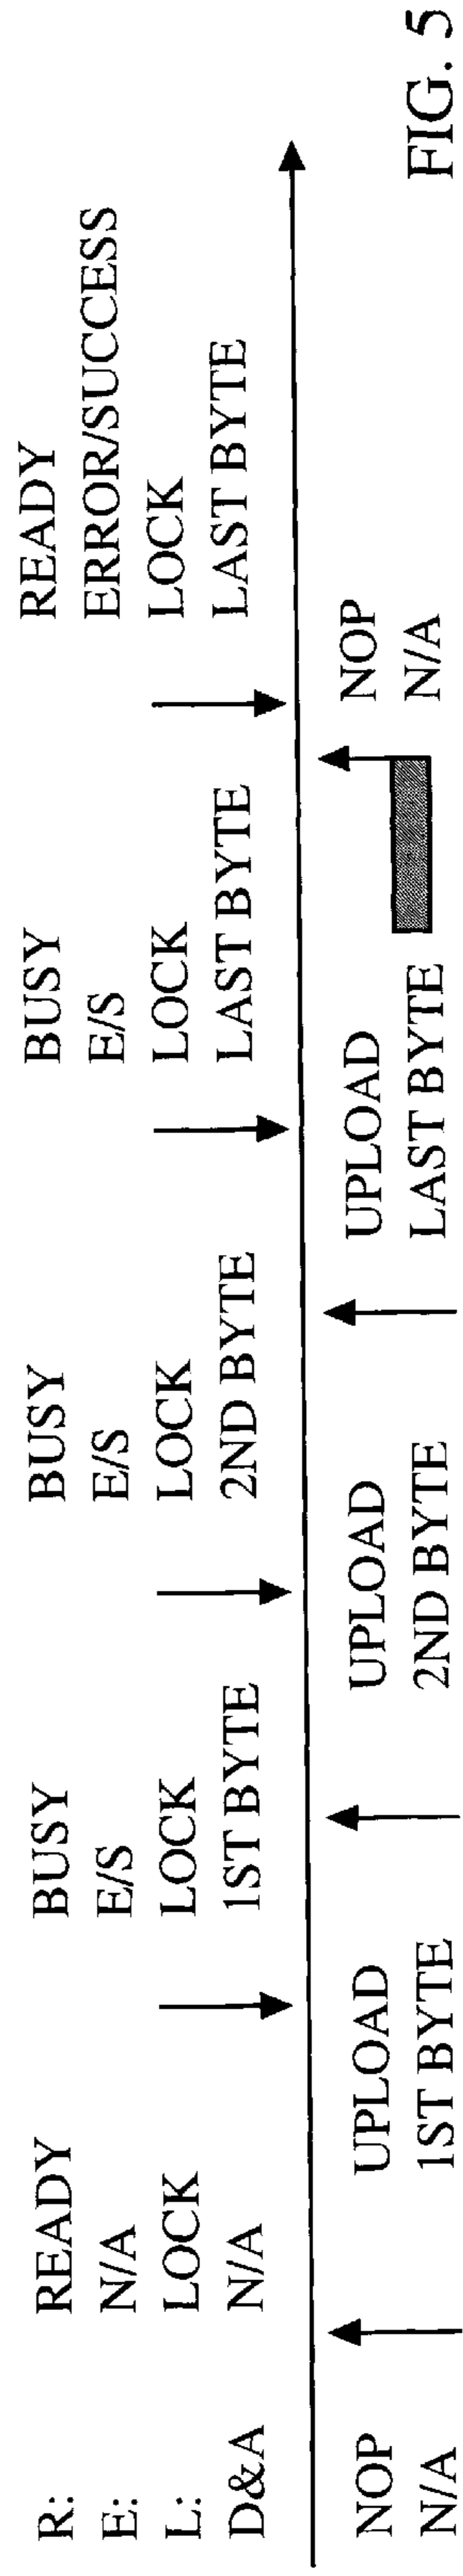 R: READY BUSY BUSY BUSY READY
E: N/A E/S E/S E/S ERROR/SUCCESS
L: LOCK LOCK LOCK LOCK LOCK
D&A N/A 1ST BYTE 2ND BYTE LAST BYTE LAST BYTE
NOP UPLOAD UPLOAD UPLOAD NOP
N/A 1ST BYTE 2ND BYTE LAST BYTE N/A
FIG. 5